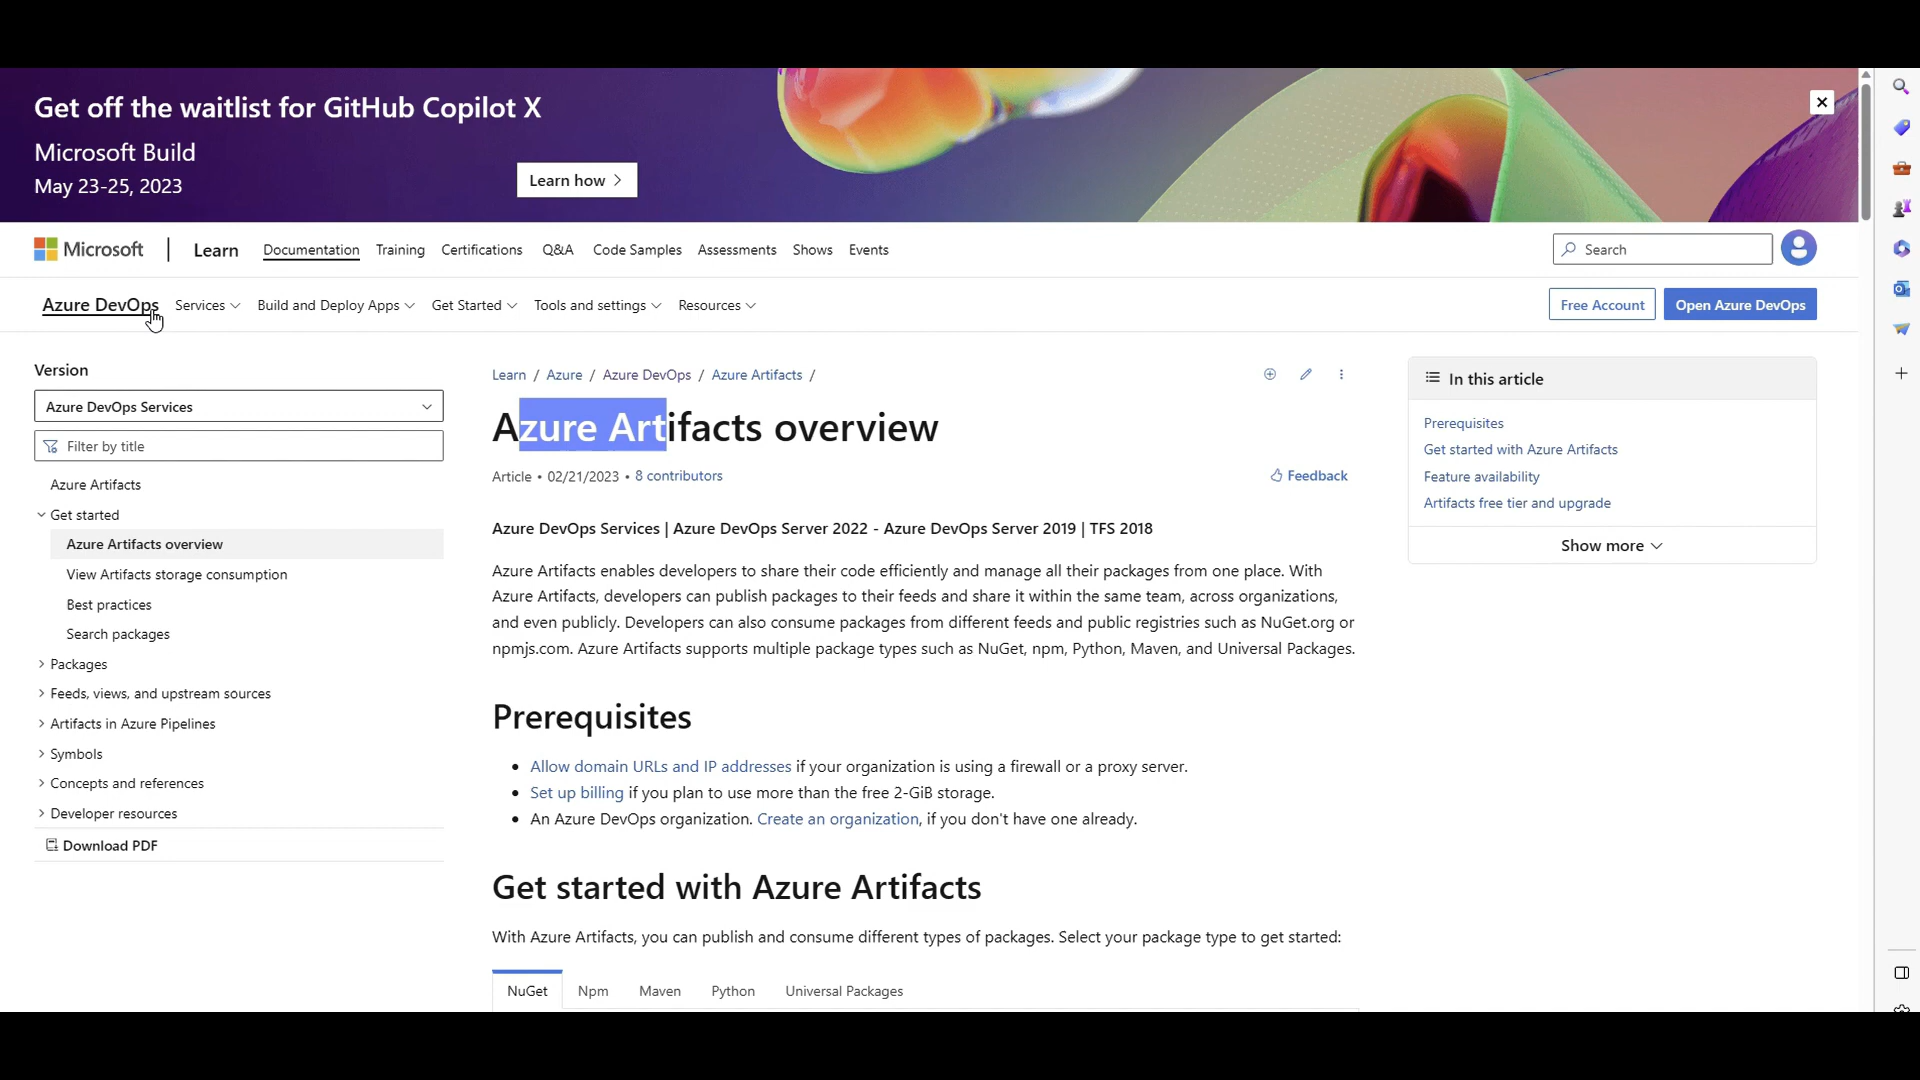 Get off the waitlist for GitHub Copilot X
Microsoft Build
May 23-25, 2023
Learn how
Microsoft | Learn Documentation Training Certifications Q&A Code Samples Assessments Shows Events
Search
Azure DevOps Services Build and Deploy Apps Get Started Tools and settings Resources
Free Account Open Azure DevOps
Version
Azure DevOps Services
Filter by title
Azure Artifacts
Get started
Azure Artifacts overview
View Artifacts storage consumption
Best practices
Search packages
Packages
Feeds, views, and upstream sources
Artifacts in Azure Pipelines
Symbols
Concepts and references
Developer resources
Download PDF
Learn / Azure / Azure DevOps / Azure Artifacts /
Azure Artifacts overview
Article • 02/21/2023 • 8 contributors
Feedback
Azure DevOps Services | Azure DevOps Server 2022 - Azure DevOps Server 2019 | TFS 2018
Azure Artifacts enables developers to share their code efficiently and manage all their packages from one place. With
Azure Artifacts, developers can publish packages to their feeds and share it within the same team, across organizations,
and even publicly. Developers can also consume packages from different feeds and public registries such as NuGet.org or
npmjs.com. Azure Artifacts supports multiple package types such as NuGet, npm, Python, Maven, and Universal Packages.
Prerequisites
• Allow domain URLs and IP addresses if your organization is using a firewall or a proxy server.
• Set up billing if you plan to use more than the free 2-GiB storage.
• An Azure DevOps organization. Create an organization, if you don't have one already.
Get started with Azure Artifacts
With Azure Artifacts, you can publish and consume different types of packages. Select your package type to get started:
NuGet Npm Maven Python Universal Packages
In this article
Prerequisites
Get started with Azure Artifacts
Feature availability
Artifacts free tier and upgrade
Show more